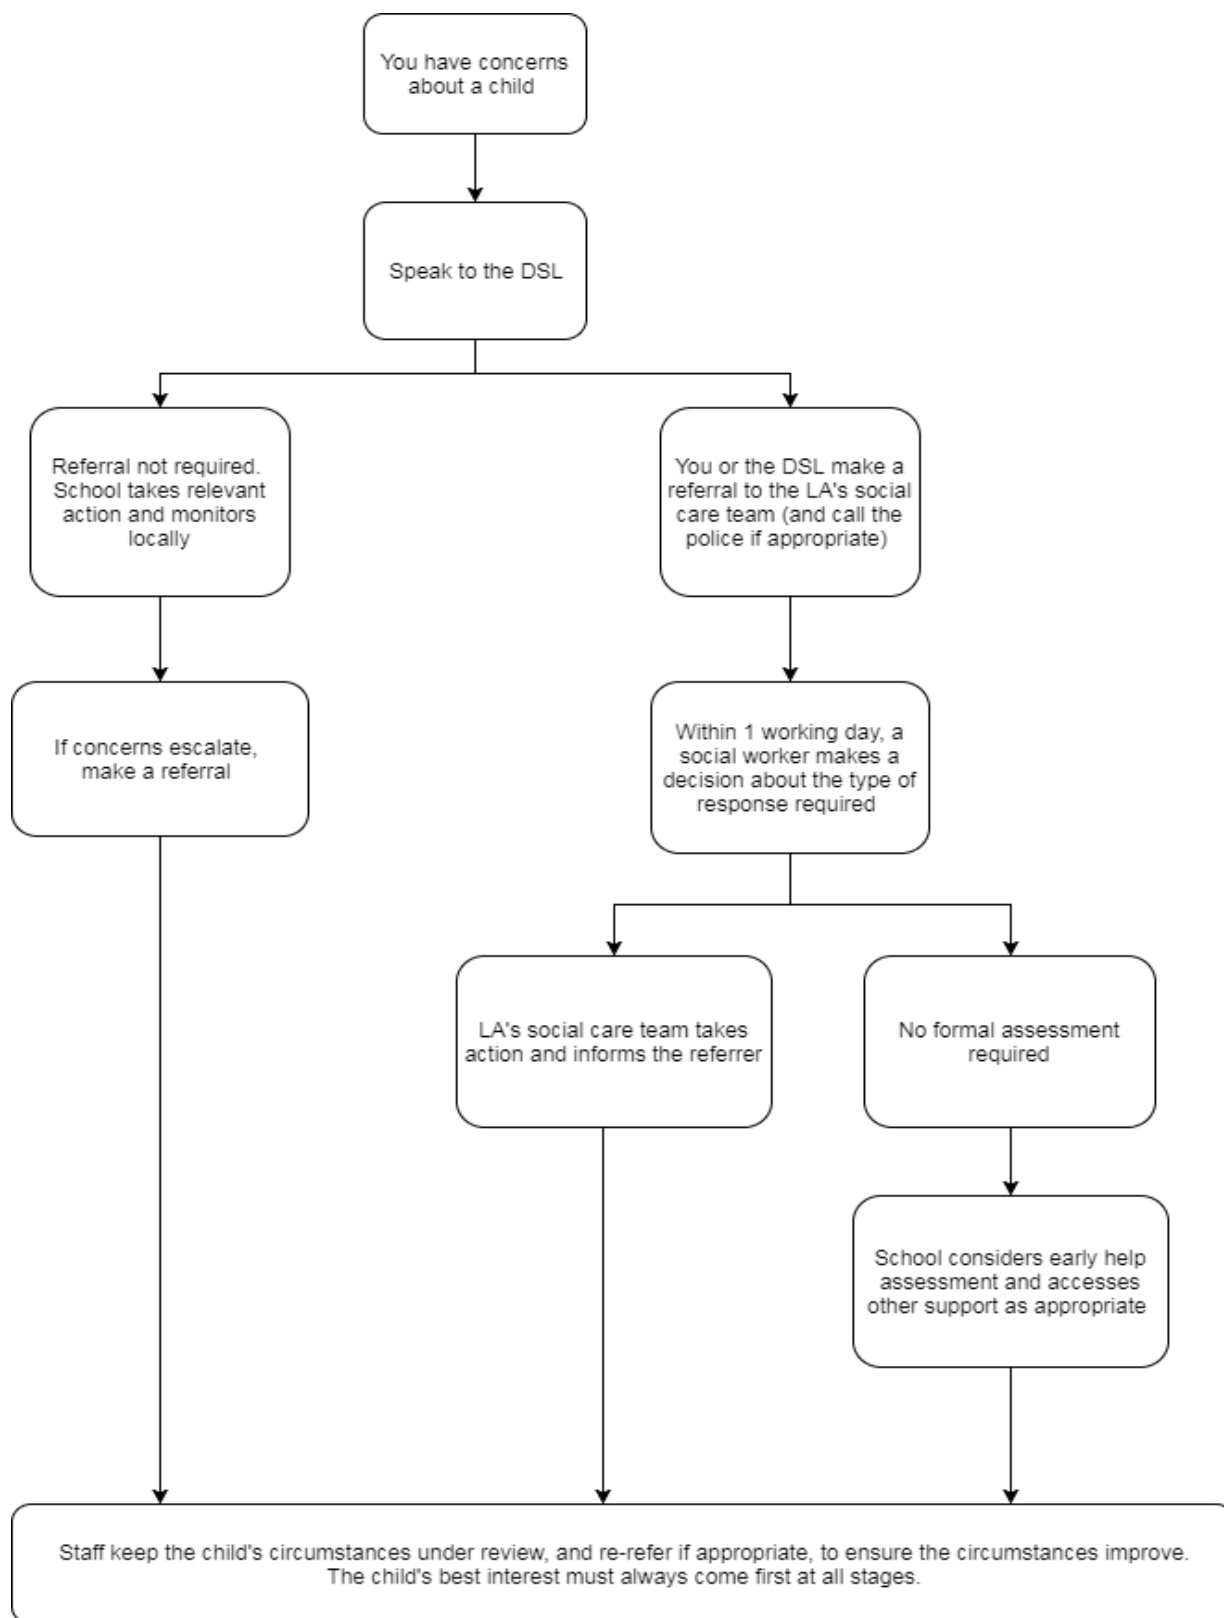 You have concerns
about a child
Speak to the DSL
Referral not required.
School takes relevant
action and monitors
locally
You or the DSL make a
referral to the LA's social
care team (and call the
police if appropriate)
If concerns escalate,
make a referral
Within 1 working day, a
social worker makes a
decision about the type of
response required
LA's social care team takes
action and informs the referrer
No formal assessment
required
School considers early help
assessment and accesses
other support as appropriate
Staff keep the child's circumstances under review, and re-refer if appropriate, to ensure the circumstances improve.
The child's best interest must always come first at all stages.